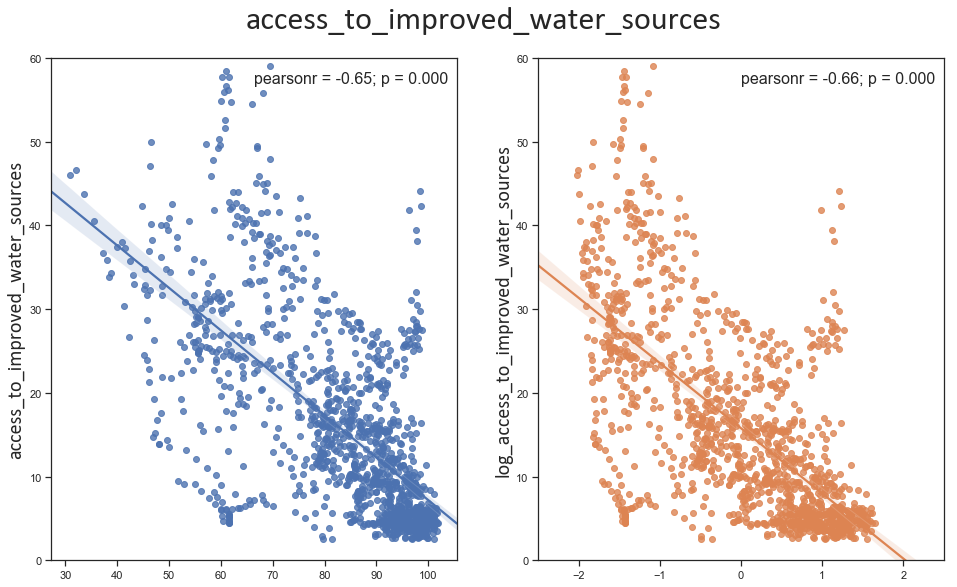 access_to_improved_water_sources
pearsonr = -0.65; p = 0.000
access_to_improved_water_sources
60
50
40
30
20
10
0
30 40 50 60 70 80 90 100
pearsonr = -0.66; p = 0.000
log_access_to_improved_water_sources
60
50
40
30
20
10
0
−2 −1 0 1 2